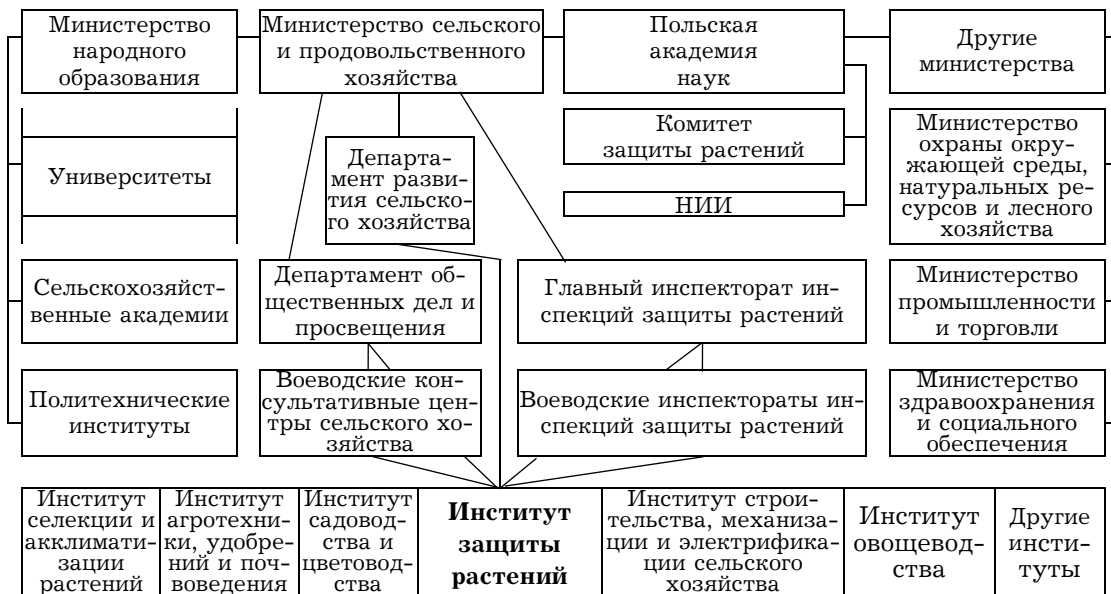 Министерство
народного
образования
Министерство сельского
и продовольственного
хозяйства
Польская
академия
наук
Другие
министерства
Университеты
Департа-
мент разви-
тия сельско-
го хозяйства
Комитет
защиты растений
НИИ
Министерство
охраны окру-
жающей среды,
натуральных ре-
сурсов и лесного
хозяйства
Сельскохозяйст-
венные академии
Департамент об-
щественных дел и
просвещения
Главный инспекторат ин-
спекций защиты растений
Министерство
промышленности
и торговли
Политехнические
институты
Воеводские кон-
сультативные цен-
тры сельского хо-
зяйства
Воеводские инспектораты ин-
спекций защиты растений
Министерство
здравоохранения
и социального
обеспечения
Институт
селекции и
акклимати-
зации
растений
Институт
агротехни-
ки, удобре-
ний и поч-
воведения
Институт
садовод-
ства и
цветовод-
ства
Институт
защиты
растений
Институт строи-
тельства, механиза-
ции и электрифика-
ции сельского
хозяйства
Институт
овощевод-
ства
Другие
инсти-
туты